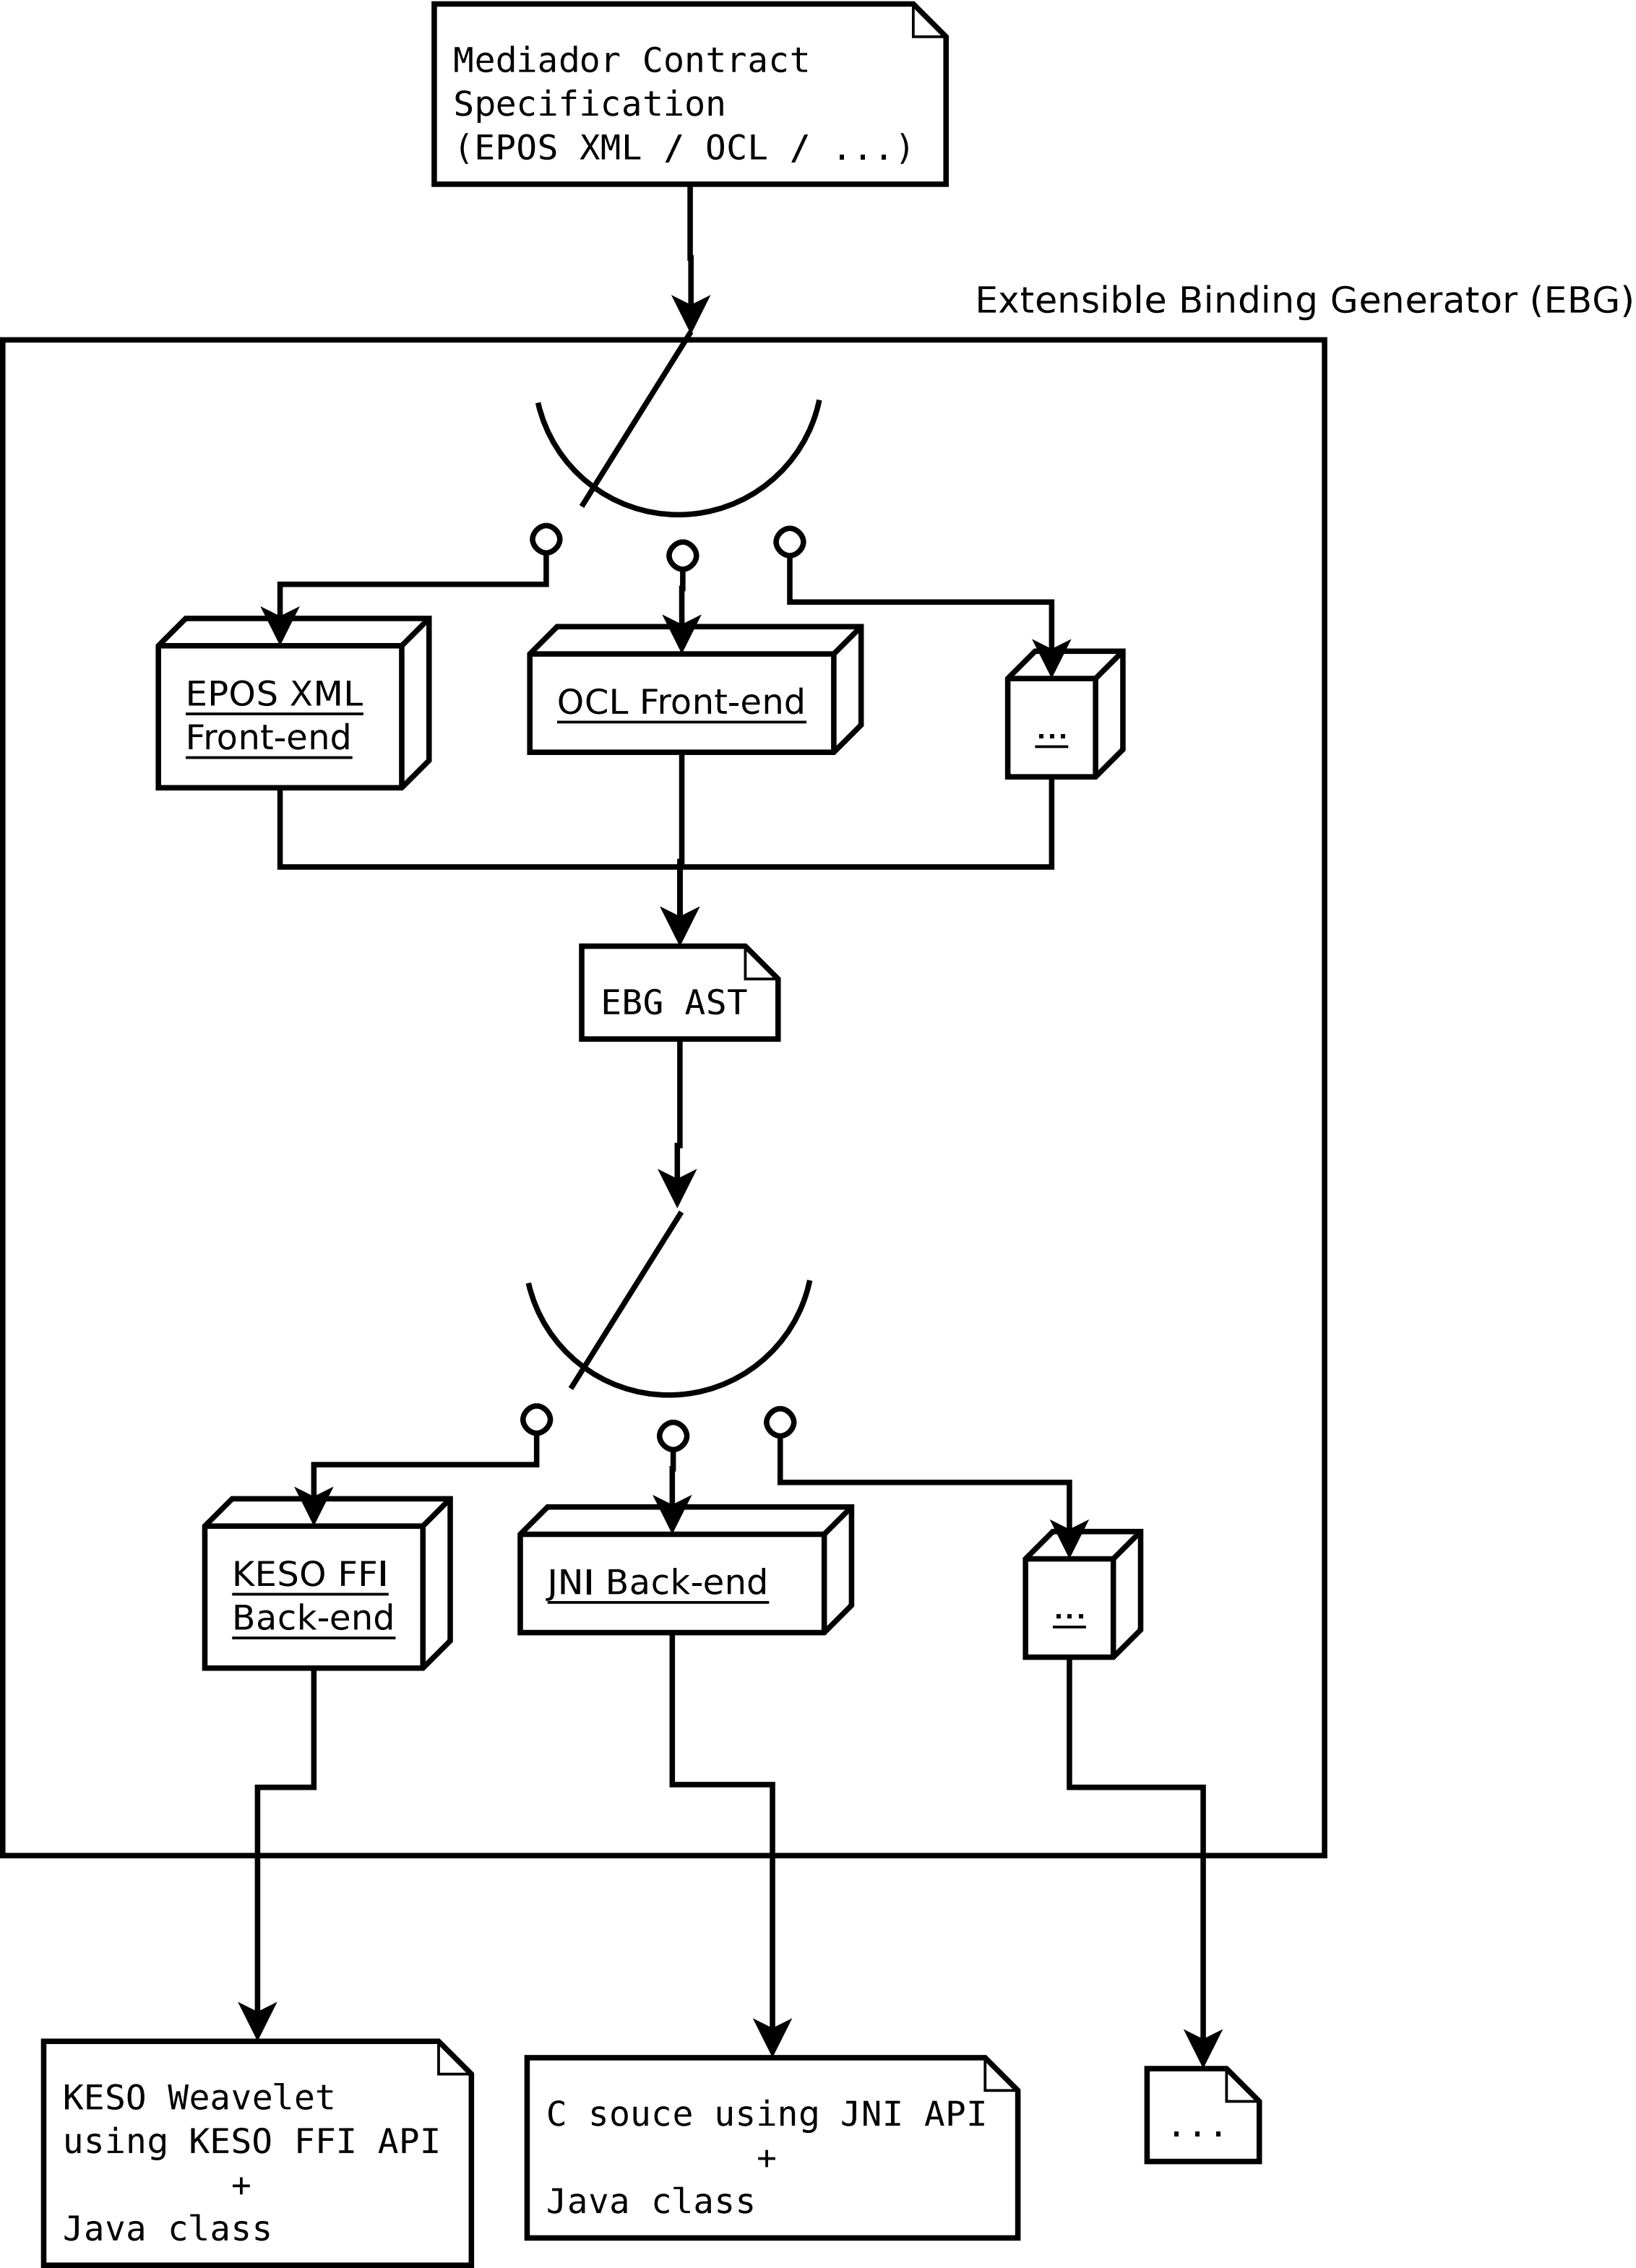 Mediador Contract
Specification
(EPOS XML / OCL / ...)
Extensible Binding Generator (EBG)
EPOS XML
Front-end
OCL Front-end
...
EBG AST
KESO FFI
Back-end
JNI Back-end
...
KESO Weavelet
using KESO FFI API
+
Java class
C souce using JNI API
+
Java class
...